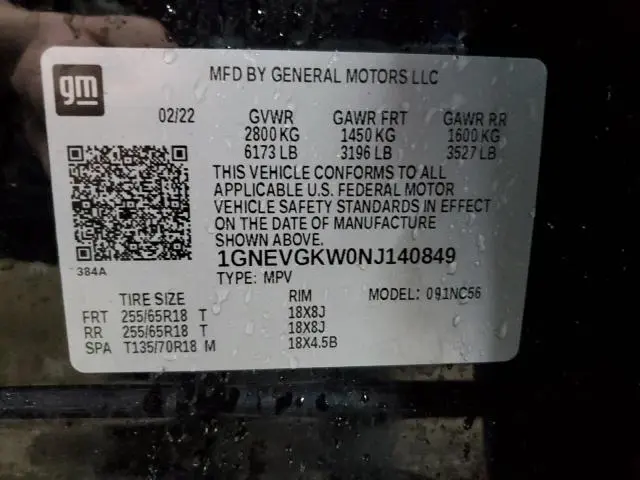 gm
MFD BY GENERAL MOTORS LLC
02/22 GVWR GAWR FRT GAWR RR
2800 KG 1450 KG 1600 KG
6173 LB 3196 LB 3527 LB
THIS VEHICLE CONFORMS TO ALL
APPLICABLE U.S. FEDERAL MOTOR
VEHICLE SAFETY STANDARDS IN EFFECT
ON THE DATE OF MANUFACTURE
SHOWN ABOVE. 1GNEVGKW0NJ140849
384A
TYPE: MPV
TIRE SIZE RIM MODEL: 091NC56
FRT 255/65R18 T 18X8J
RR 255/65R18 T 18X8J
SPA T135/70R18 M 18X4.5B